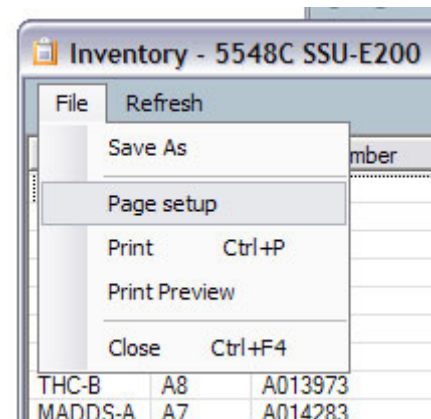 Inventory - 5548C SSU-E200
File Refresh
Save As
mber
Page setup
Print Ctrl+P
Print Preview
Close Ctrl+F4
THC-B A8 A013973
MADDS-A A7 A014283